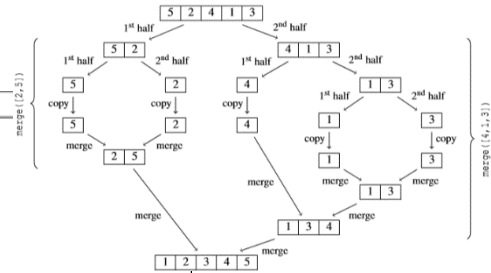 5 2 4 1 3
1st half 2nd half
5 2 4 1 3
1st half 2nd half 1st half 2nd half
5 2 4 1 3
copy copy copy 1st half 2nd half
5 2 4 1 3
merge merge copy copy
2 5 1 3
merge merge merge
1 3
merge
1 3 4
merge
1 2 3 4 5
merge([2,5])
merge([4,1,3])